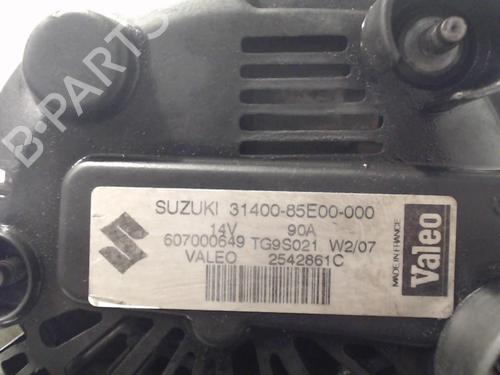 B-PARTS
SUZUKI 31400-85E00-000
14V 90A
607000649 TG9S021 W2/07
VALEO 2542861C
MADE IN FRANCE
Valeo